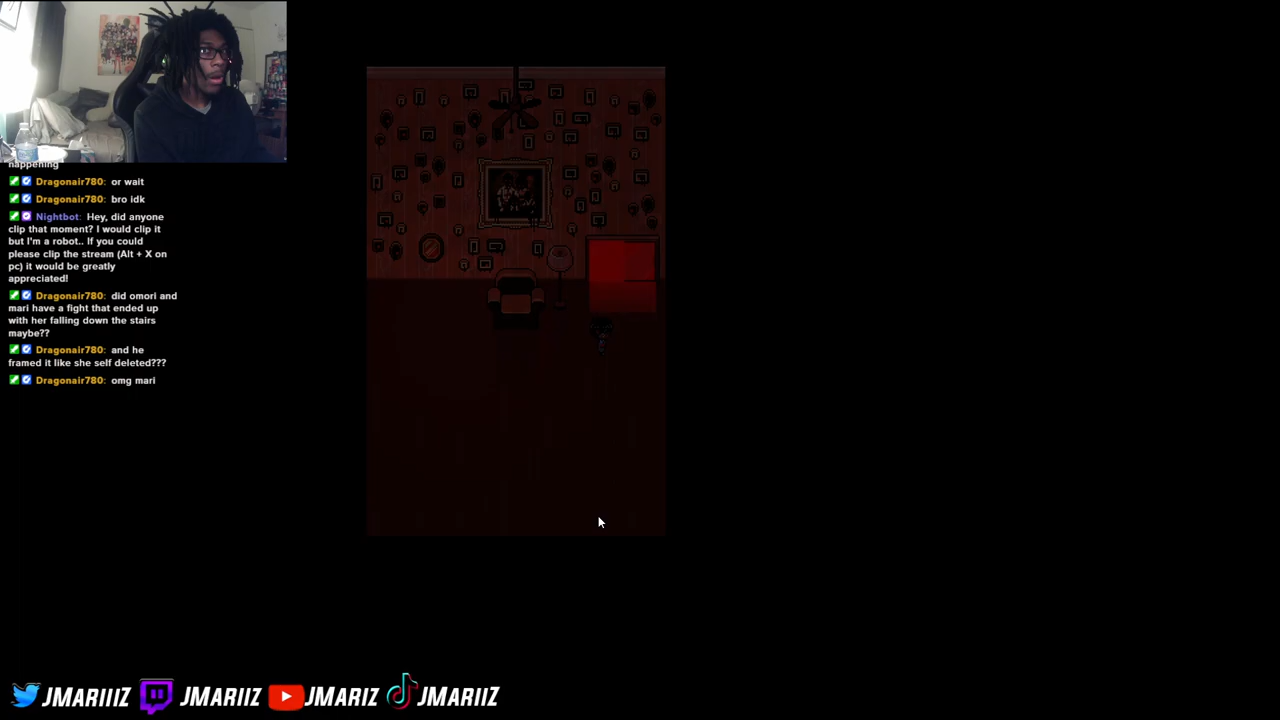 happening
Dragonair780: or wait
Dragonair780: bro idk
Nightbot: Hey, did anyone
clip that moment? I would clip it
but I'm a robot.. If you could
please clip the stream (Alt + X on
pc) it would be greatly
appreciated!
Dragonair780: did omori and
mari have a fight that ended up
with her falling down the stairs
maybe??
Dragonair780: and he
framed it like she self deleted???
Dragonair780: omg mari
JMARIIIZ JMARIIZ JMARIZ JMARIIZ